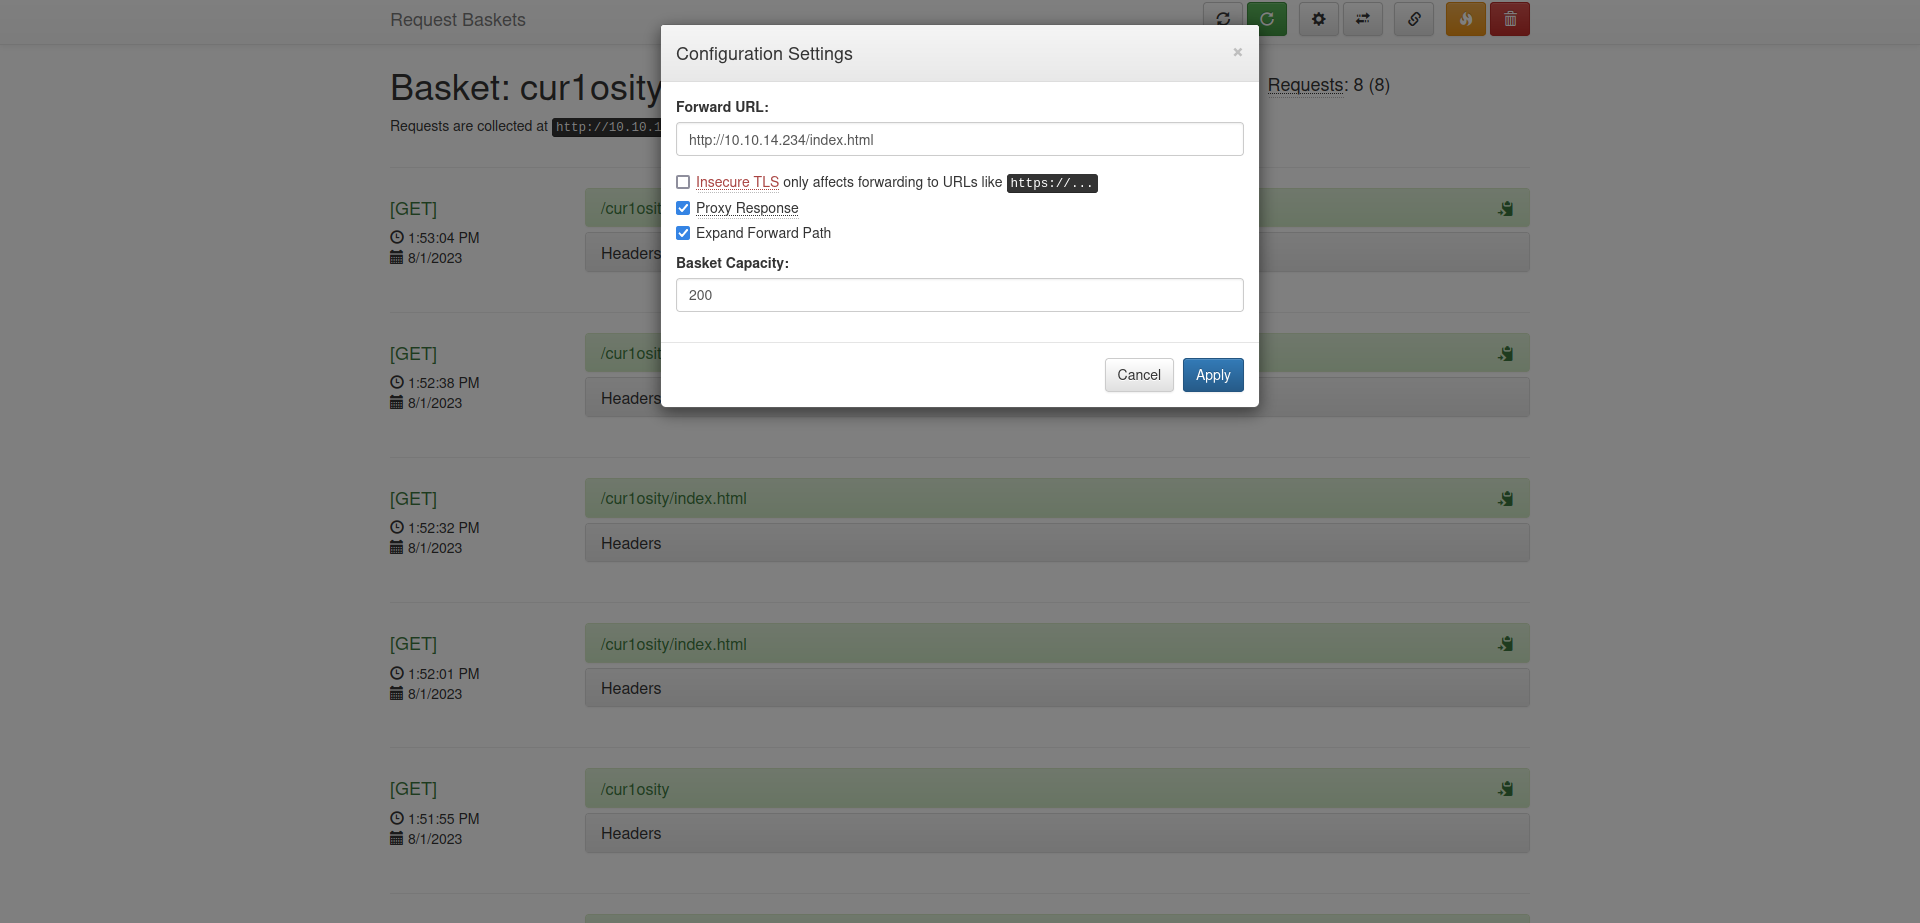 Request Baskets
Configuration Settings
×
Basket: cur1osity
Requests: 8 (8)
Requests are collected at http://10.10.1
Forward URL:
http://10.10.14.234/index.html
Insecure TLS only affects forwarding to URLs like https://...
Proxy Response
Expand Forward Path
Basket Capacity:
200
Cancel
Apply
[GET]
/cur1osit
1:53:04 PM
8/1/2023
Headers
[GET]
/cur1osit
1:52:38 PM
8/1/2023
Headers
[GET]
/cur1osity/index.html
1:52:32 PM
8/1/2023
Headers
[GET]
/cur1osity/index.html
1:52:01 PM
8/1/2023
Headers
[GET]
/cur1osity
1:51:55 PM
8/1/2023
Headers